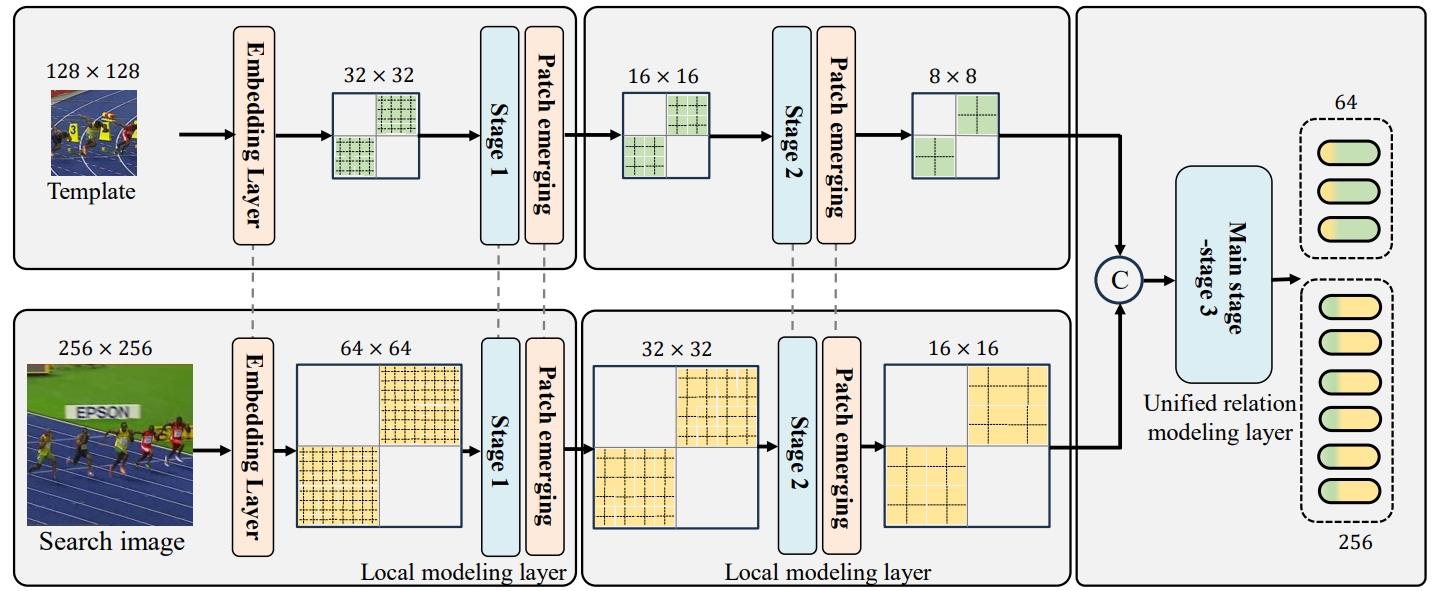 128 × 128
Template
Embedding Layer
32 × 32
Stage 1
Patch emerging
16 × 16
Stage 2
Patch emerging
8 × 8
256 × 256
EPSON
Search image
Embedding Layer
64 × 64
Stage 1
Patch emerging
Local modeling layer
32 × 32
Stage 2
Patch emerging
16 × 16
Local modeling layer
C
Main stage
-stage 3
Unified relation
modeling layer
64
256